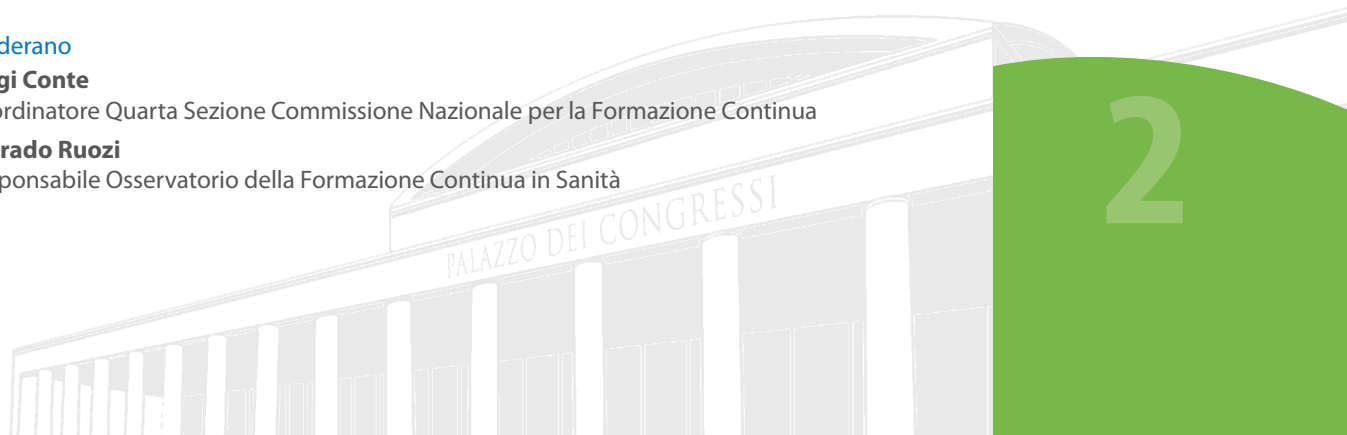 derano
gi Conte
ordinatore Quarta Sezione Commissione Nazionale per la Formazione Continua
rado Ruozi
ponsabile Osservatorio della Formazione Continua in Sanità
PALAZZO DEI CONGRESSI
2